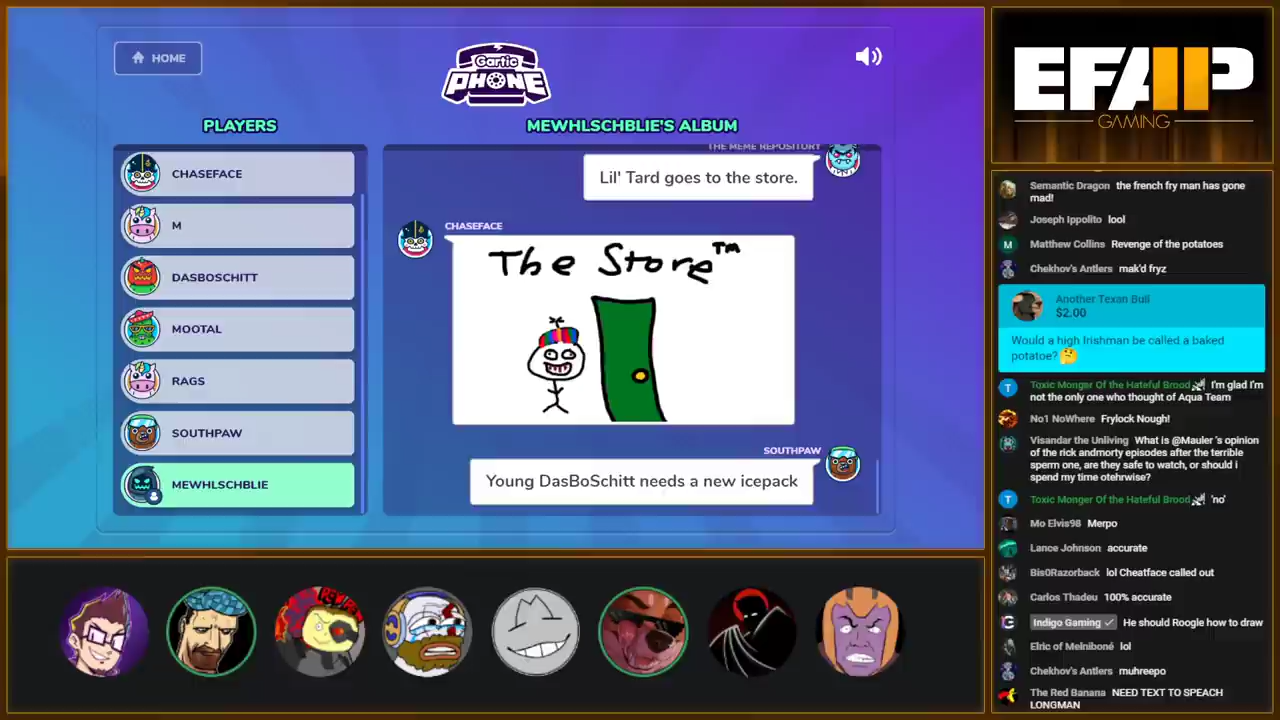 HOME
Gartic
PHONE
PLAYERS
CHASEFACE
M
DASBOSCHITT
MOOTAL
RAGS
SOUTHPAW
MEWHLSCHBLIE
MEWHLSCHBLIE'S ALBUM
THE MEME REPOSITORY
Lil' Tard goes to the store.
CHASEFACE
The Store™
SOUTHPAW
Young DasBoSchitt needs a new icepack
EFAP
GAMING
Semantic Dragon the french fry man has gone
mad!
Joseph Ippolito lool
M Matthew Collins Revenge of the potatoes
Chekhov's Antlers mak'd fryz
Another Texan Bull
$2.00
Would a high Irishman be called a baked
potatoe? 🤔
T Toxic Monger Of the Hateful Brood I'm glad I'm
not the only one who thought of Aqua Team
No1 NoWhere Frylock Nough!
Visandar the Unliving What is @Mauler 's opinion
of the rick andmorty episodes after the terrible
sperm one, are they safe to watch, or should i
spend my time otehrwise?
T Toxic Monger Of the Hateful Brood 'no'
Mo Elvis98 Merpo
Lance Johnson accurate
Bis0Razorback lol Cheatface called out
Carlos Thadeu 100% accurate
Indigo Gaming ✓ He should Roogle how to draw
Elric of Melniboné lol
Chekhov's Antlers muhreepo
The Red Banana NEED TEXT TO SPEACH
LONGMAN